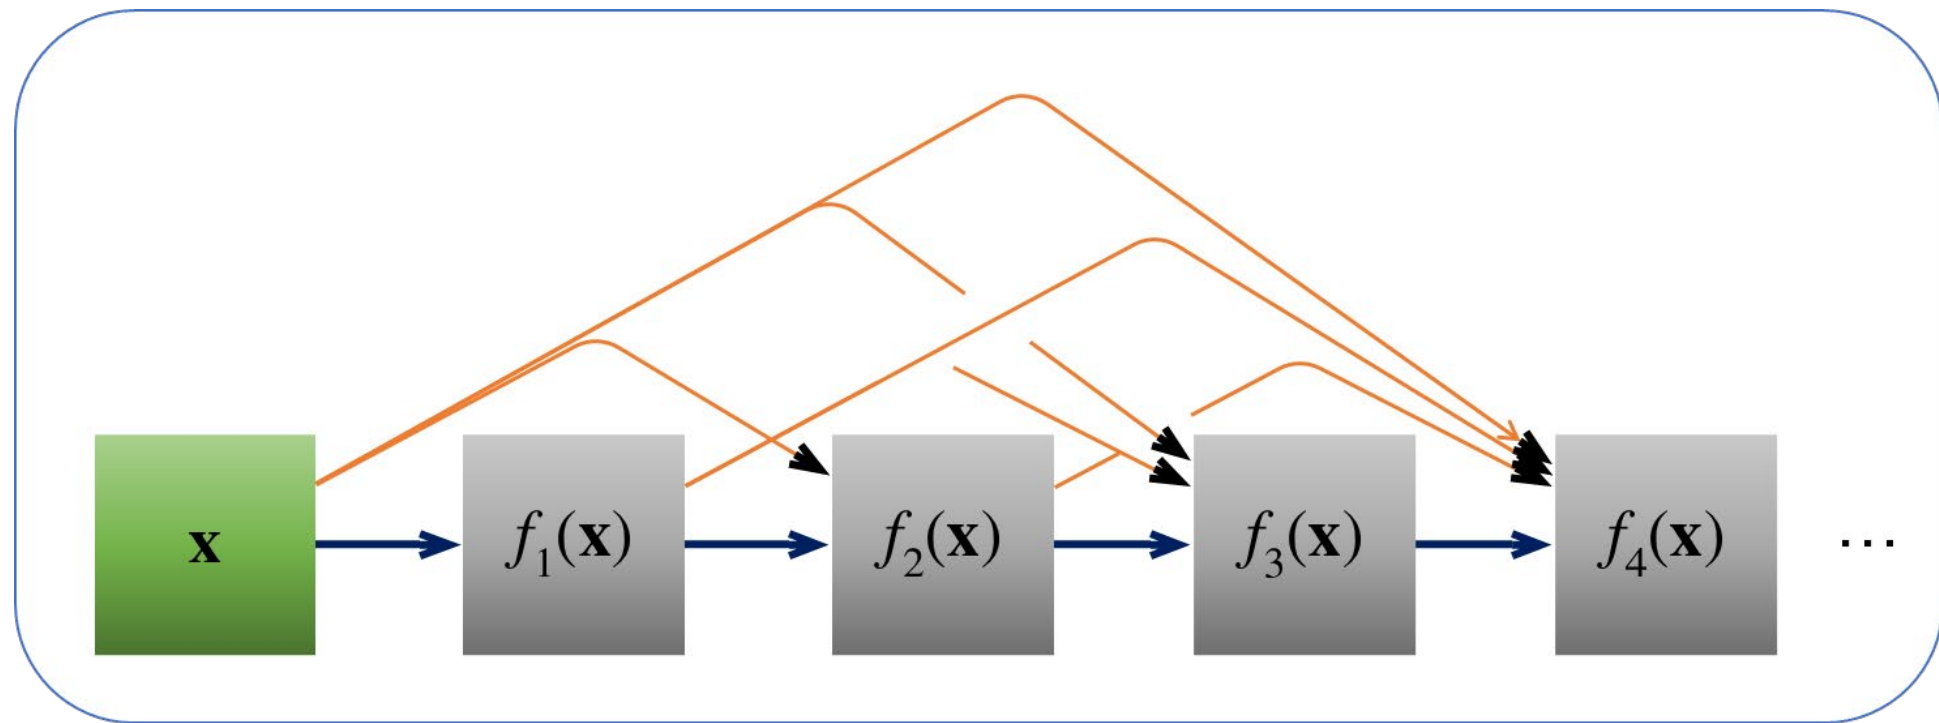 x f₁(x) f₂(x) f₃(x) f₄(x) ...